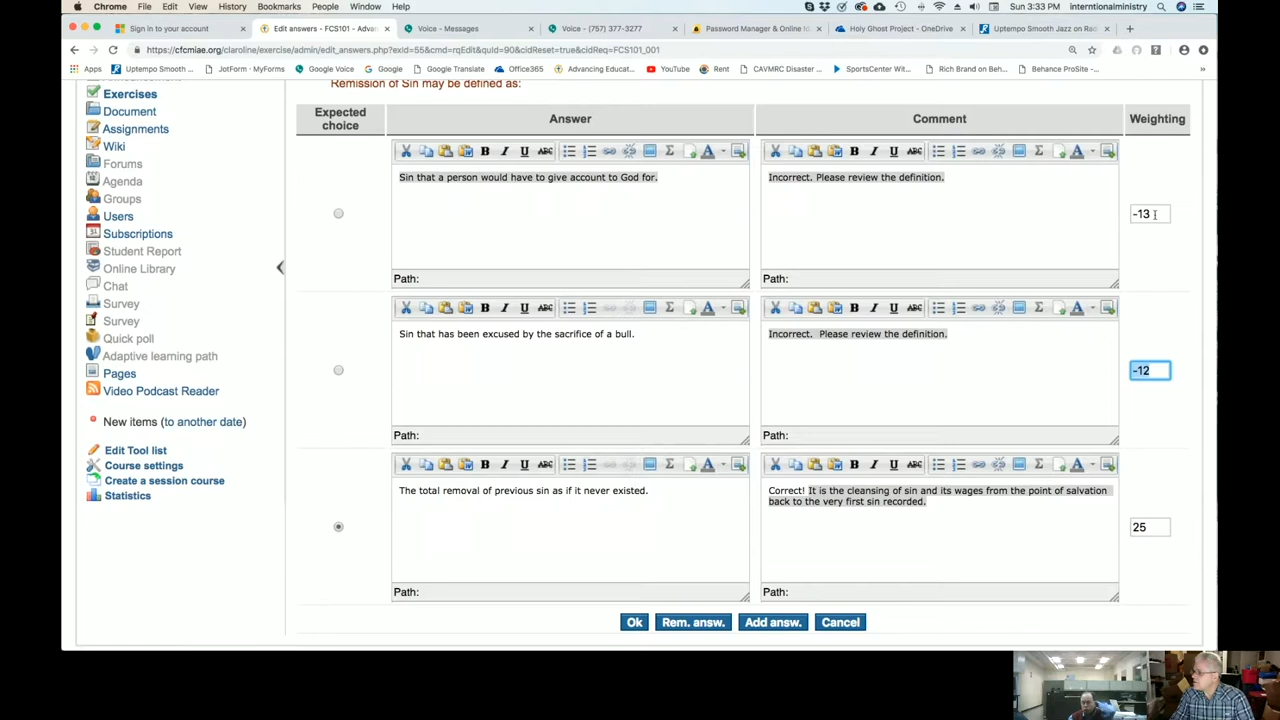 Chrome File Edit View History Bookmarks People Window Help
Sun 3:33 PM interntionalministry
Sign in to your account
Edit answers - FCS101 - Advan
Voice - Messages
Voice - (757) 377-3277
Password Manager & Online Id
Holy Ghost Project - OneDrive
Uptempo Smooth Jazz on Rad
https://cfcmiae.org/claroline/exercise/admin/edit_answers.php?exId=55&cmd=rqEdit&quId=90&cidReset=true&cidReq=FCS101_001
Apps
Uptempo Smooth Jaz...
JotForm · MyForms
Google Voice
Google
Google Translate
Office365
Advancing Educat...
YouTube
Rent
CAVMRC Disaster ...
SportsCenter Wit...
Rich Brand on Beh...
Behance ProSite -...
»
Exercises
Document
Assignments
Wiki
Forums
Agenda
Groups
Users
Subscriptions
Student Report
Online Library
Chat
Survey
Survey
Quick poll
Adaptive learning path
Pages
Video Podcast Reader
New items (to another date)
Edit Tool list
Course settings
Create a session course
Statistics
Remission of Sin may be defined as:
Expected choice
Answer
Comment
Weighting
Sin that a person would have to give account to God for.
Path:
Incorrect. Please review the definition.
Path:
-13
Sin that has been excused by the sacrifice of a bull.
Path:
Incorrect. Please review the definition.
Path:
-12
The total removal of previous sin as if it never existed.
Path:
Correct! It is the cleansing of sin and its wages from the point of salvation
back to the very first sin recorded.
Path:
25
Ok
Rem. answ.
Add answ.
Cancel